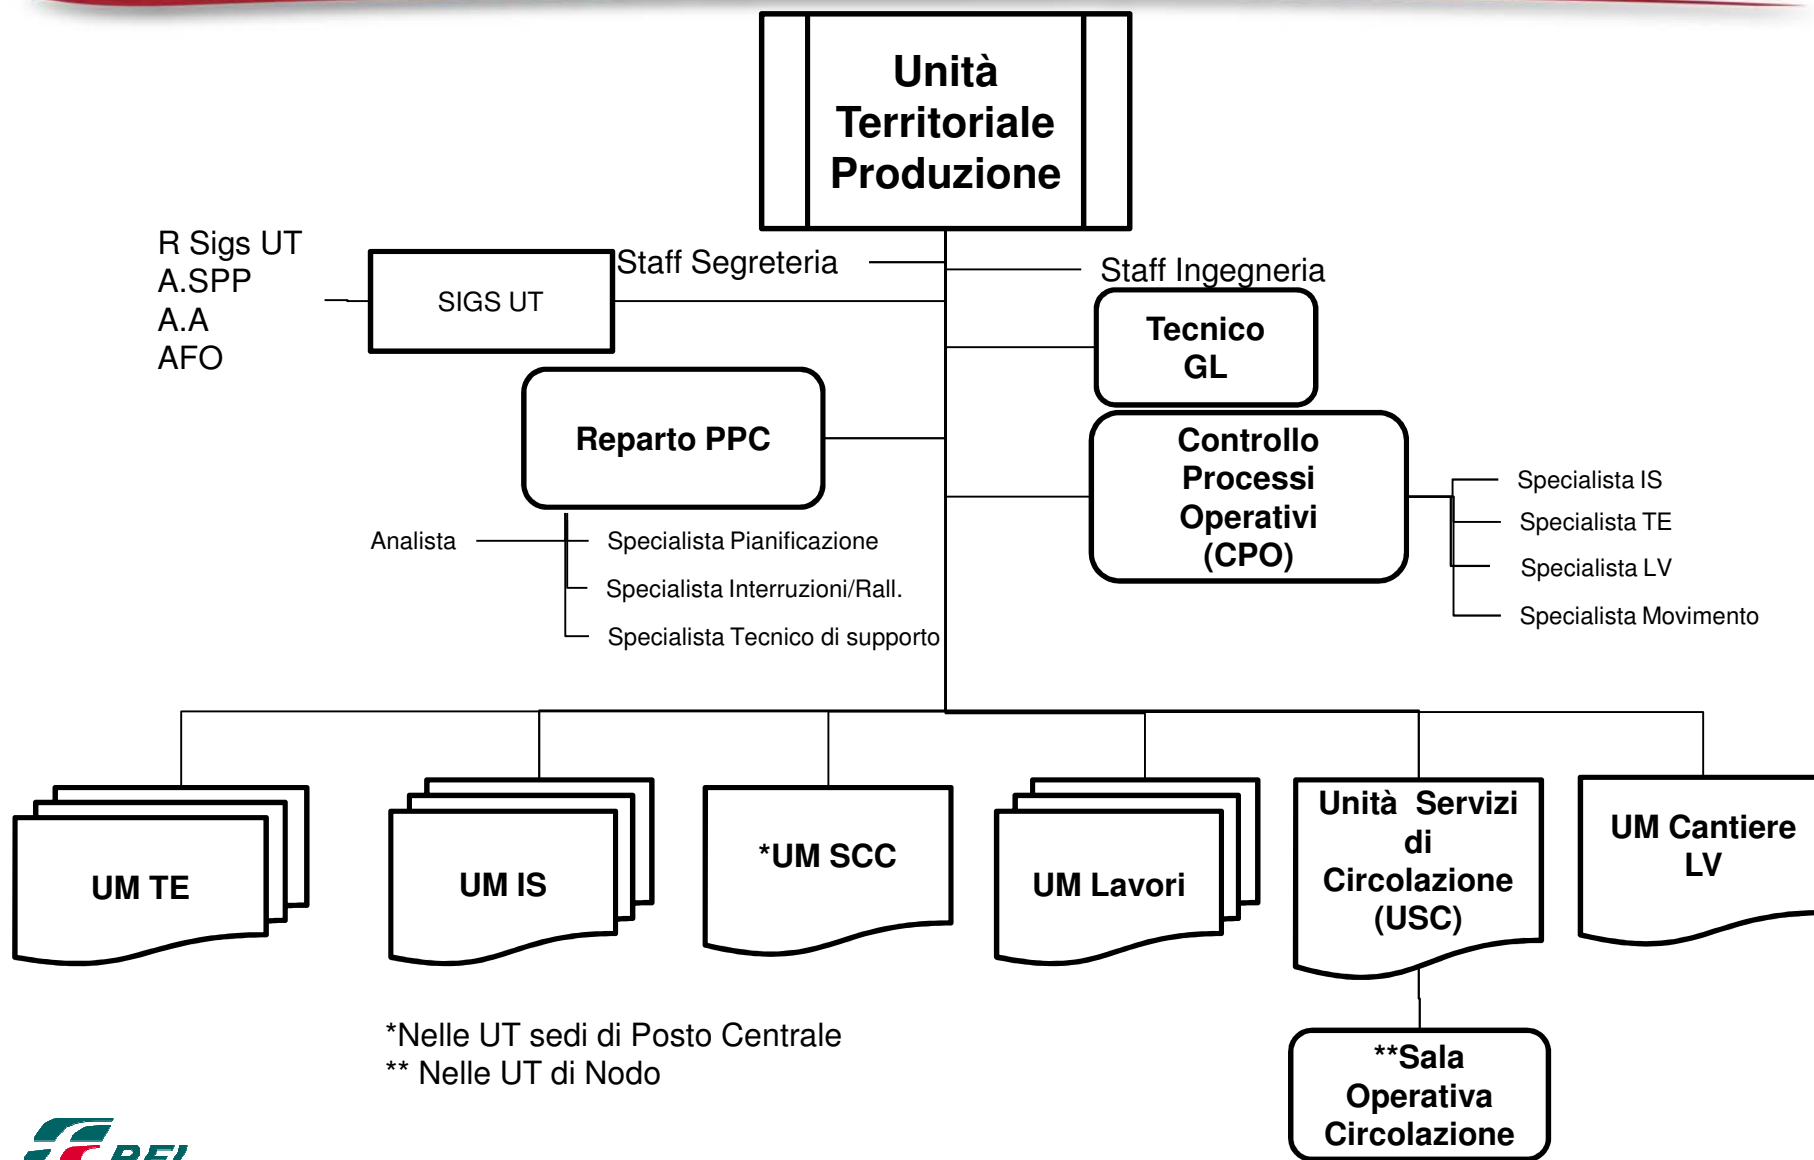 Unità
Territoriale
Produzione
R Sigs UT
A.SPP
A.A
AFO
SIGS UT
Staff Segreteria
Staff Ingegneria
Tecnico
GL
Reparto PPC
Controllo
Processi
Operativi
(CPO)
Analista
Specialista Pianificazione
Specialista Interruzioni/Rall.
Specialista Tecnico di supporto
Specialista IS
Specialista TE
Specialista LV
Specialista Movimento
UM TE
UM IS
*UM SCC
UM Lavori
Unità Servizi
di
Circolazione
(USC)
UM Cantiere
LV
*Nelle UT sedi di Posto Centrale
** Nelle UT di Nodo
**Sala
Operativa
Circolazione
RFI